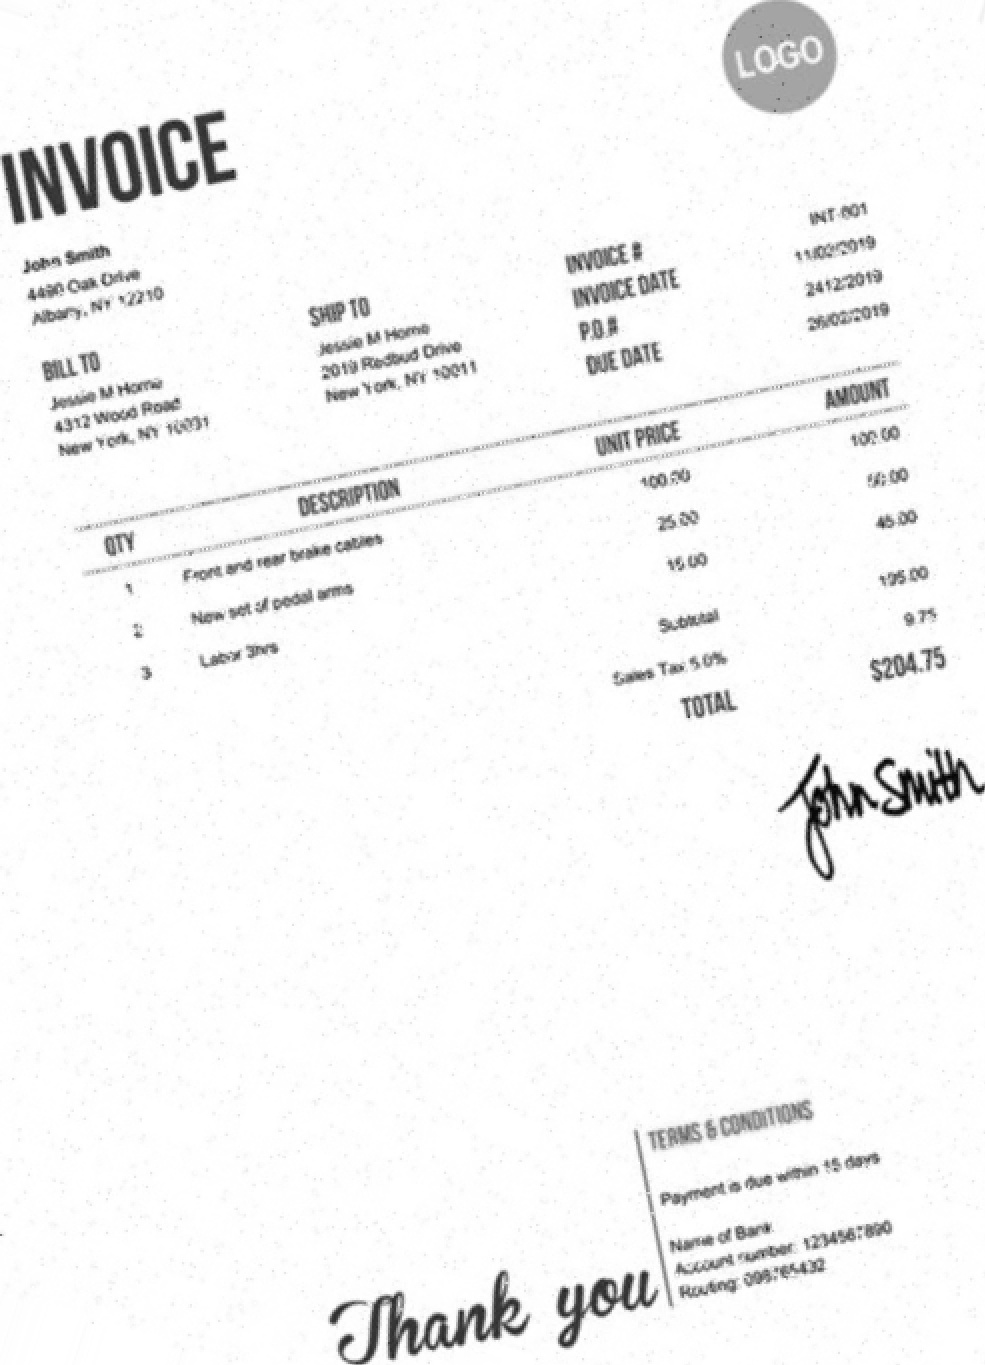 LOGO
INVOICE
John Smith
4490 Oak Drive
Albany, NY 12210
BILL TO
Jessie M Horne
4312 Wood Road
New York, NY 10031
SHIP TO
Jessie M Horne
2019 Redbud Drive
New York, NY 10011
INVOICE # INT-001
INVOICE DATE 11/02/2019
P.O.# 2412/2019
DUE DATE 26/02/2019
QTY DESCRIPTION UNIT PRICE AMOUNT
1 Front and rear brake cables 100.00 100.00
2 New set of pedal arms 25.00 50.00
3 Labor 3hrs 15.00 45.00
Subtotal 195.00
Sales Tax 5.0% 9.75
TOTAL $204.75
John Smith
TERMS & CONDITIONS
Payment is due within 15 days
Name of Bank
Account number: 1234567890
Routing: 098765432
Thank you